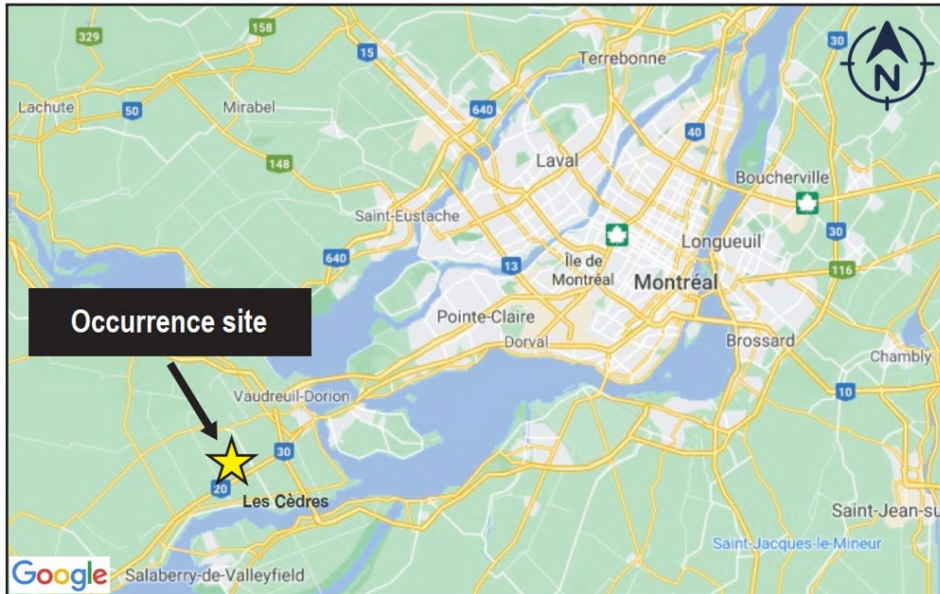 158
329
15
30
N
Terrebonne
Lachute
50
Mirabel
640
40
148
Laval
Boucherville
Saint-Eustache
30
Longueuil
640
13
Île de
Montréal
116
Montréal
Occurrence site
Pointe-Claire
Dorval
Brossard
Chambly
Vaudreuil-Dorion
10
30
20
Les Cèdres
Saint-Jean-su
Saint-Jacques-le-Mineur
Google
Salaberry-de-Valleyfield